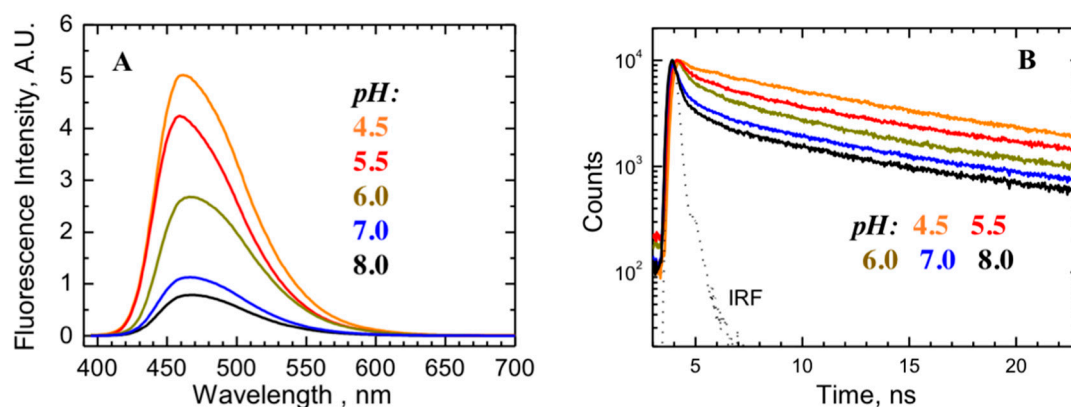 6
5
4
3
2
1
0
Fluorescence Intensity, A.U.
A
pH:
4.5
5.5
6.0
7.0
8.0
400 450 500 550 600 650 700
Wavelength , nm
10⁴
10³
10²
Counts
B
pH: 4.5 5.5
6.0 7.0 8.0
IRF
5 10 15 20
Time, ns